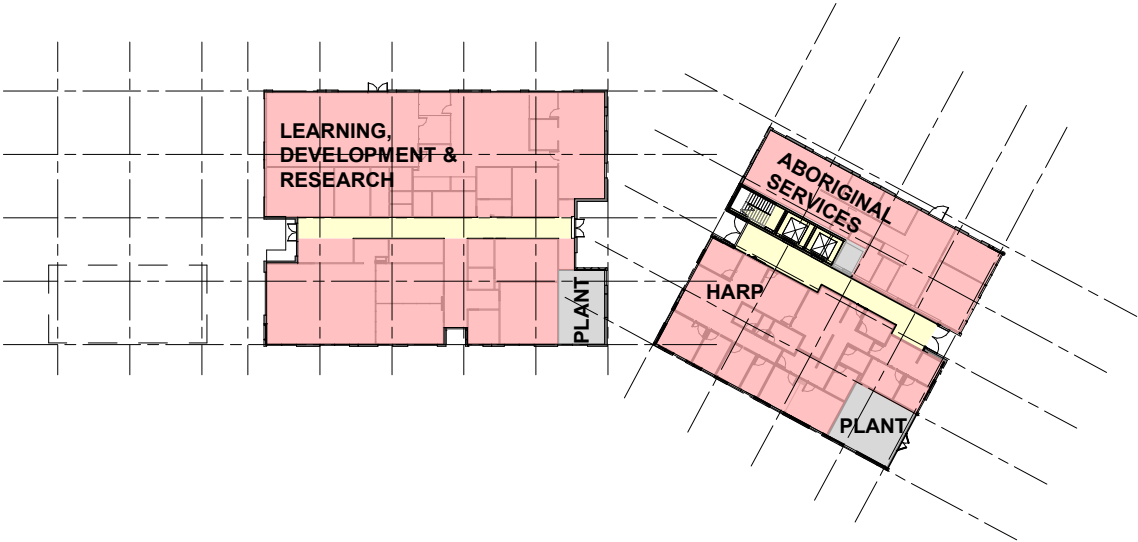 LEARNING,
DEVELOPMENT &
RESEARCH
PLANT
ABORIGINAL
SERVICES
HARP
PLANT